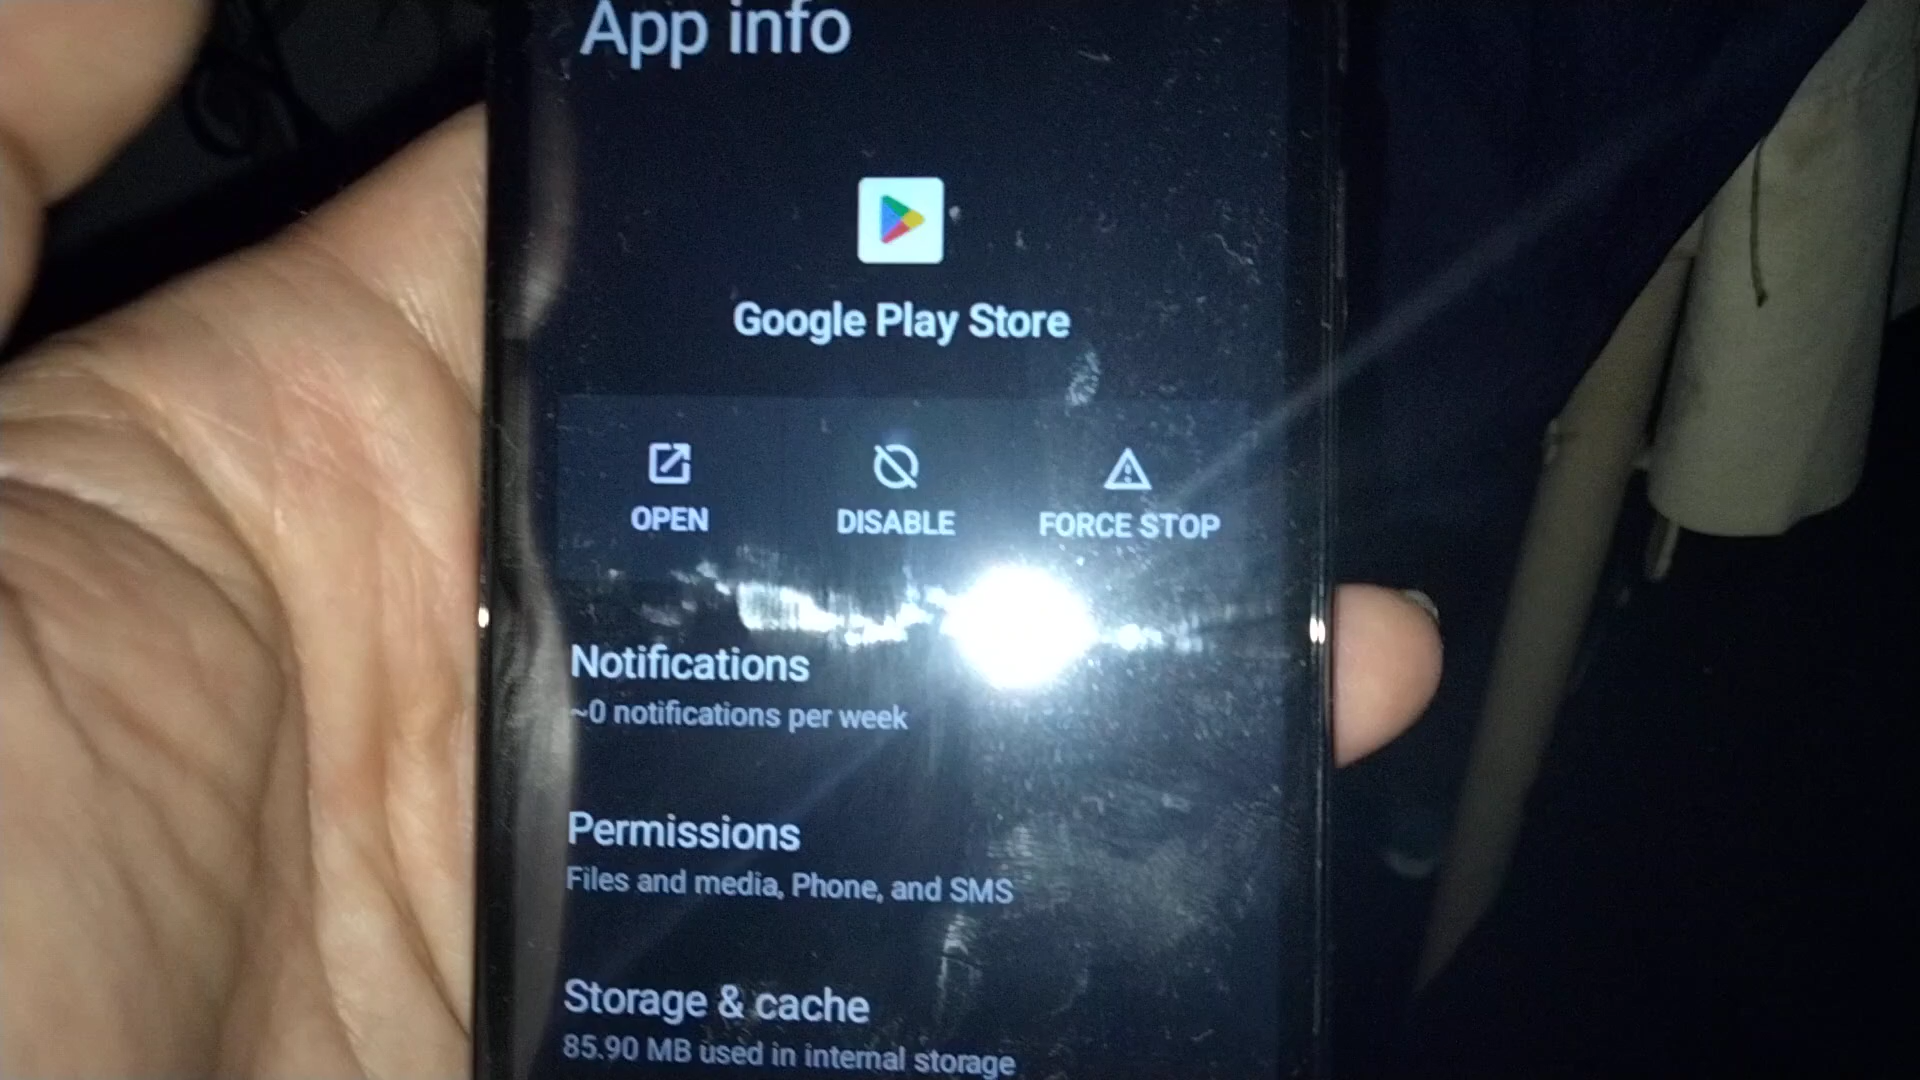 App info
Google Play Store
OPEN
DISABLE
FORCE STOP
Notifications
~0 notifications per week
Permissions
Files and media, Phone, and SMS
Storage & cache
85.90 MB used in internal storage